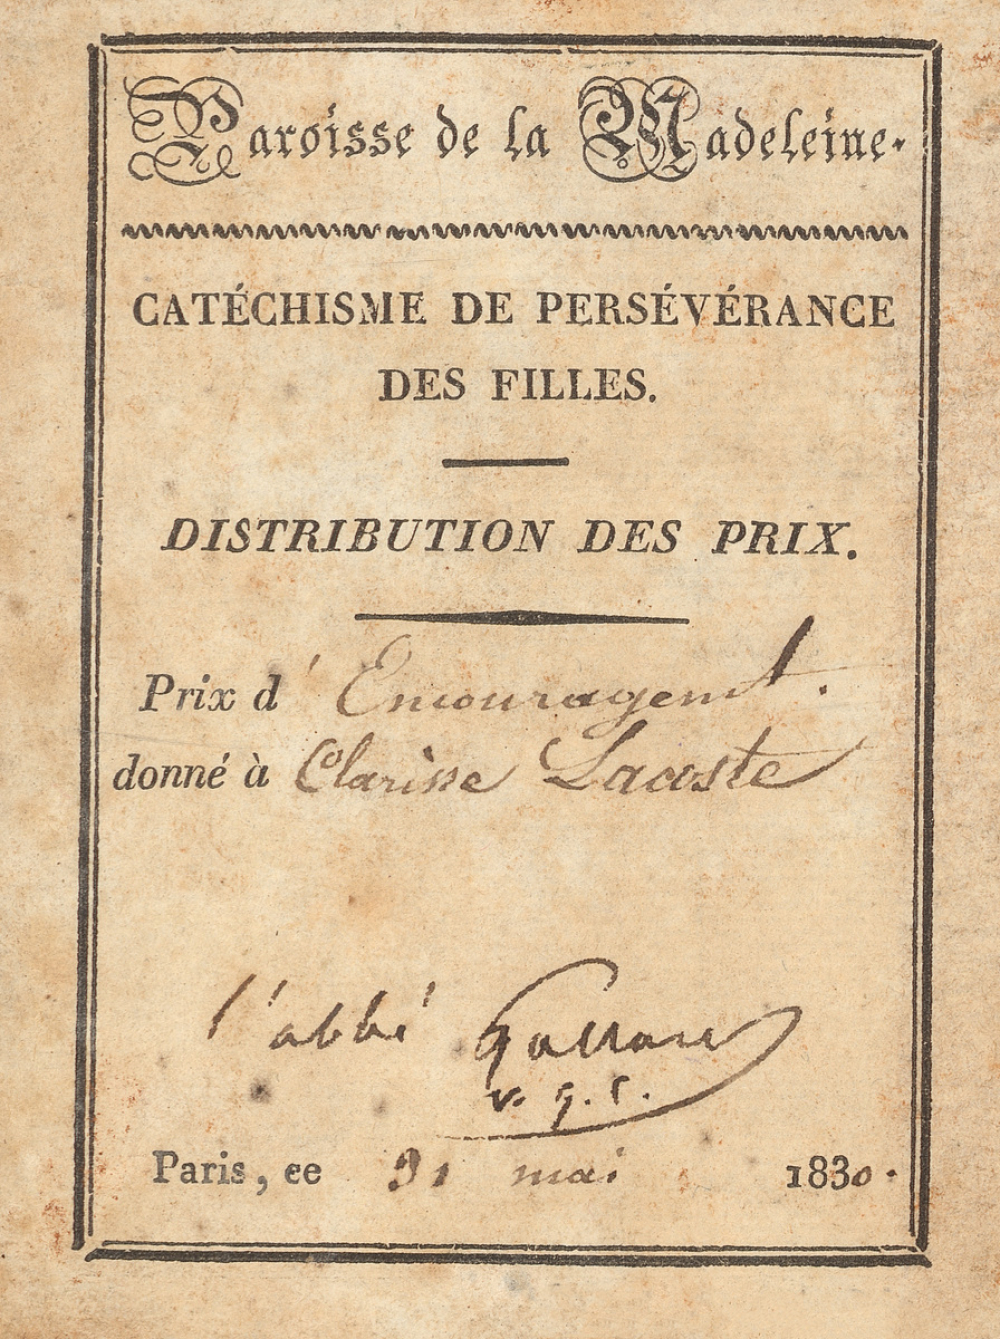 Paroisse de la Madeleine.
CATÉCHISME DE PERSÉVÉRANCE
DES FILLES.
DISTRIBUTION DES PRIX.
Prix d'Encouragemt.
donné à Clarisse Lacoste
l'abbé
v. g. c.
Paris, ce 31 mai 1830.